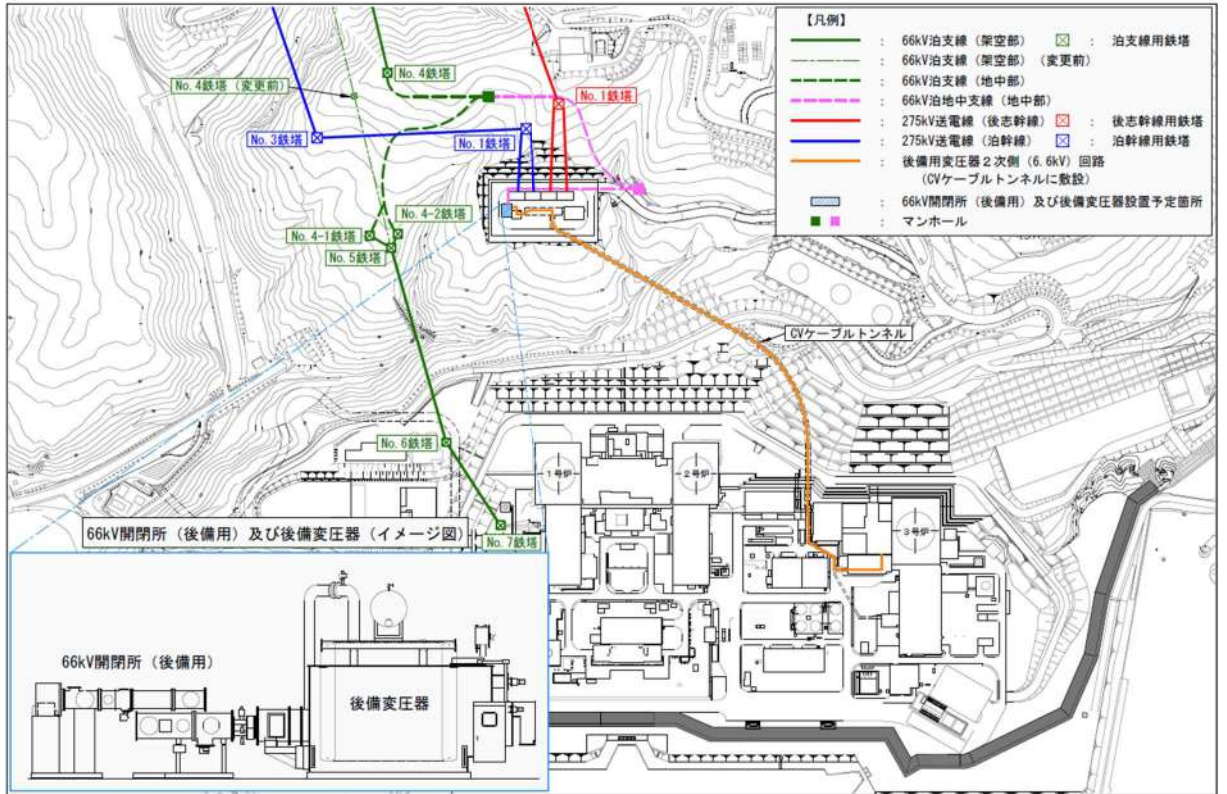 【凡例】
： 66kV泊支線（架空部） ： 泊支線用鉄塔
： 66kV泊支線（架空部）（変更前）
： 66kV泊支線（地中部）
： 66kV泊地中支線（地中部）
： 275kV送電線（後志幹線） ： 後志幹線用鉄塔
： 275kV送電線（泊幹線） ： 泊幹線用鉄塔
： 後備用変圧器２次側（6.6kV）回路
（CVケーブルトンネルに敷設）
： 66kV開閉所（後備用）及び後備変圧器設置予定箇所
： マンホール
No.4鉄塔
No.4鉄塔（変更前）
No.1鉄塔
No.3鉄塔
No.1鉄塔
No.4-2鉄塔
No.4-1鉄塔
No.5鉄塔
CVケーブルトンネル
No.6鉄塔
１号炉
２号炉
３号炉
No.7鉄塔
66kV開閉所（後備用）及び後備変圧器（イメージ図）
66kV開閉所（後備用）
後備変圧器